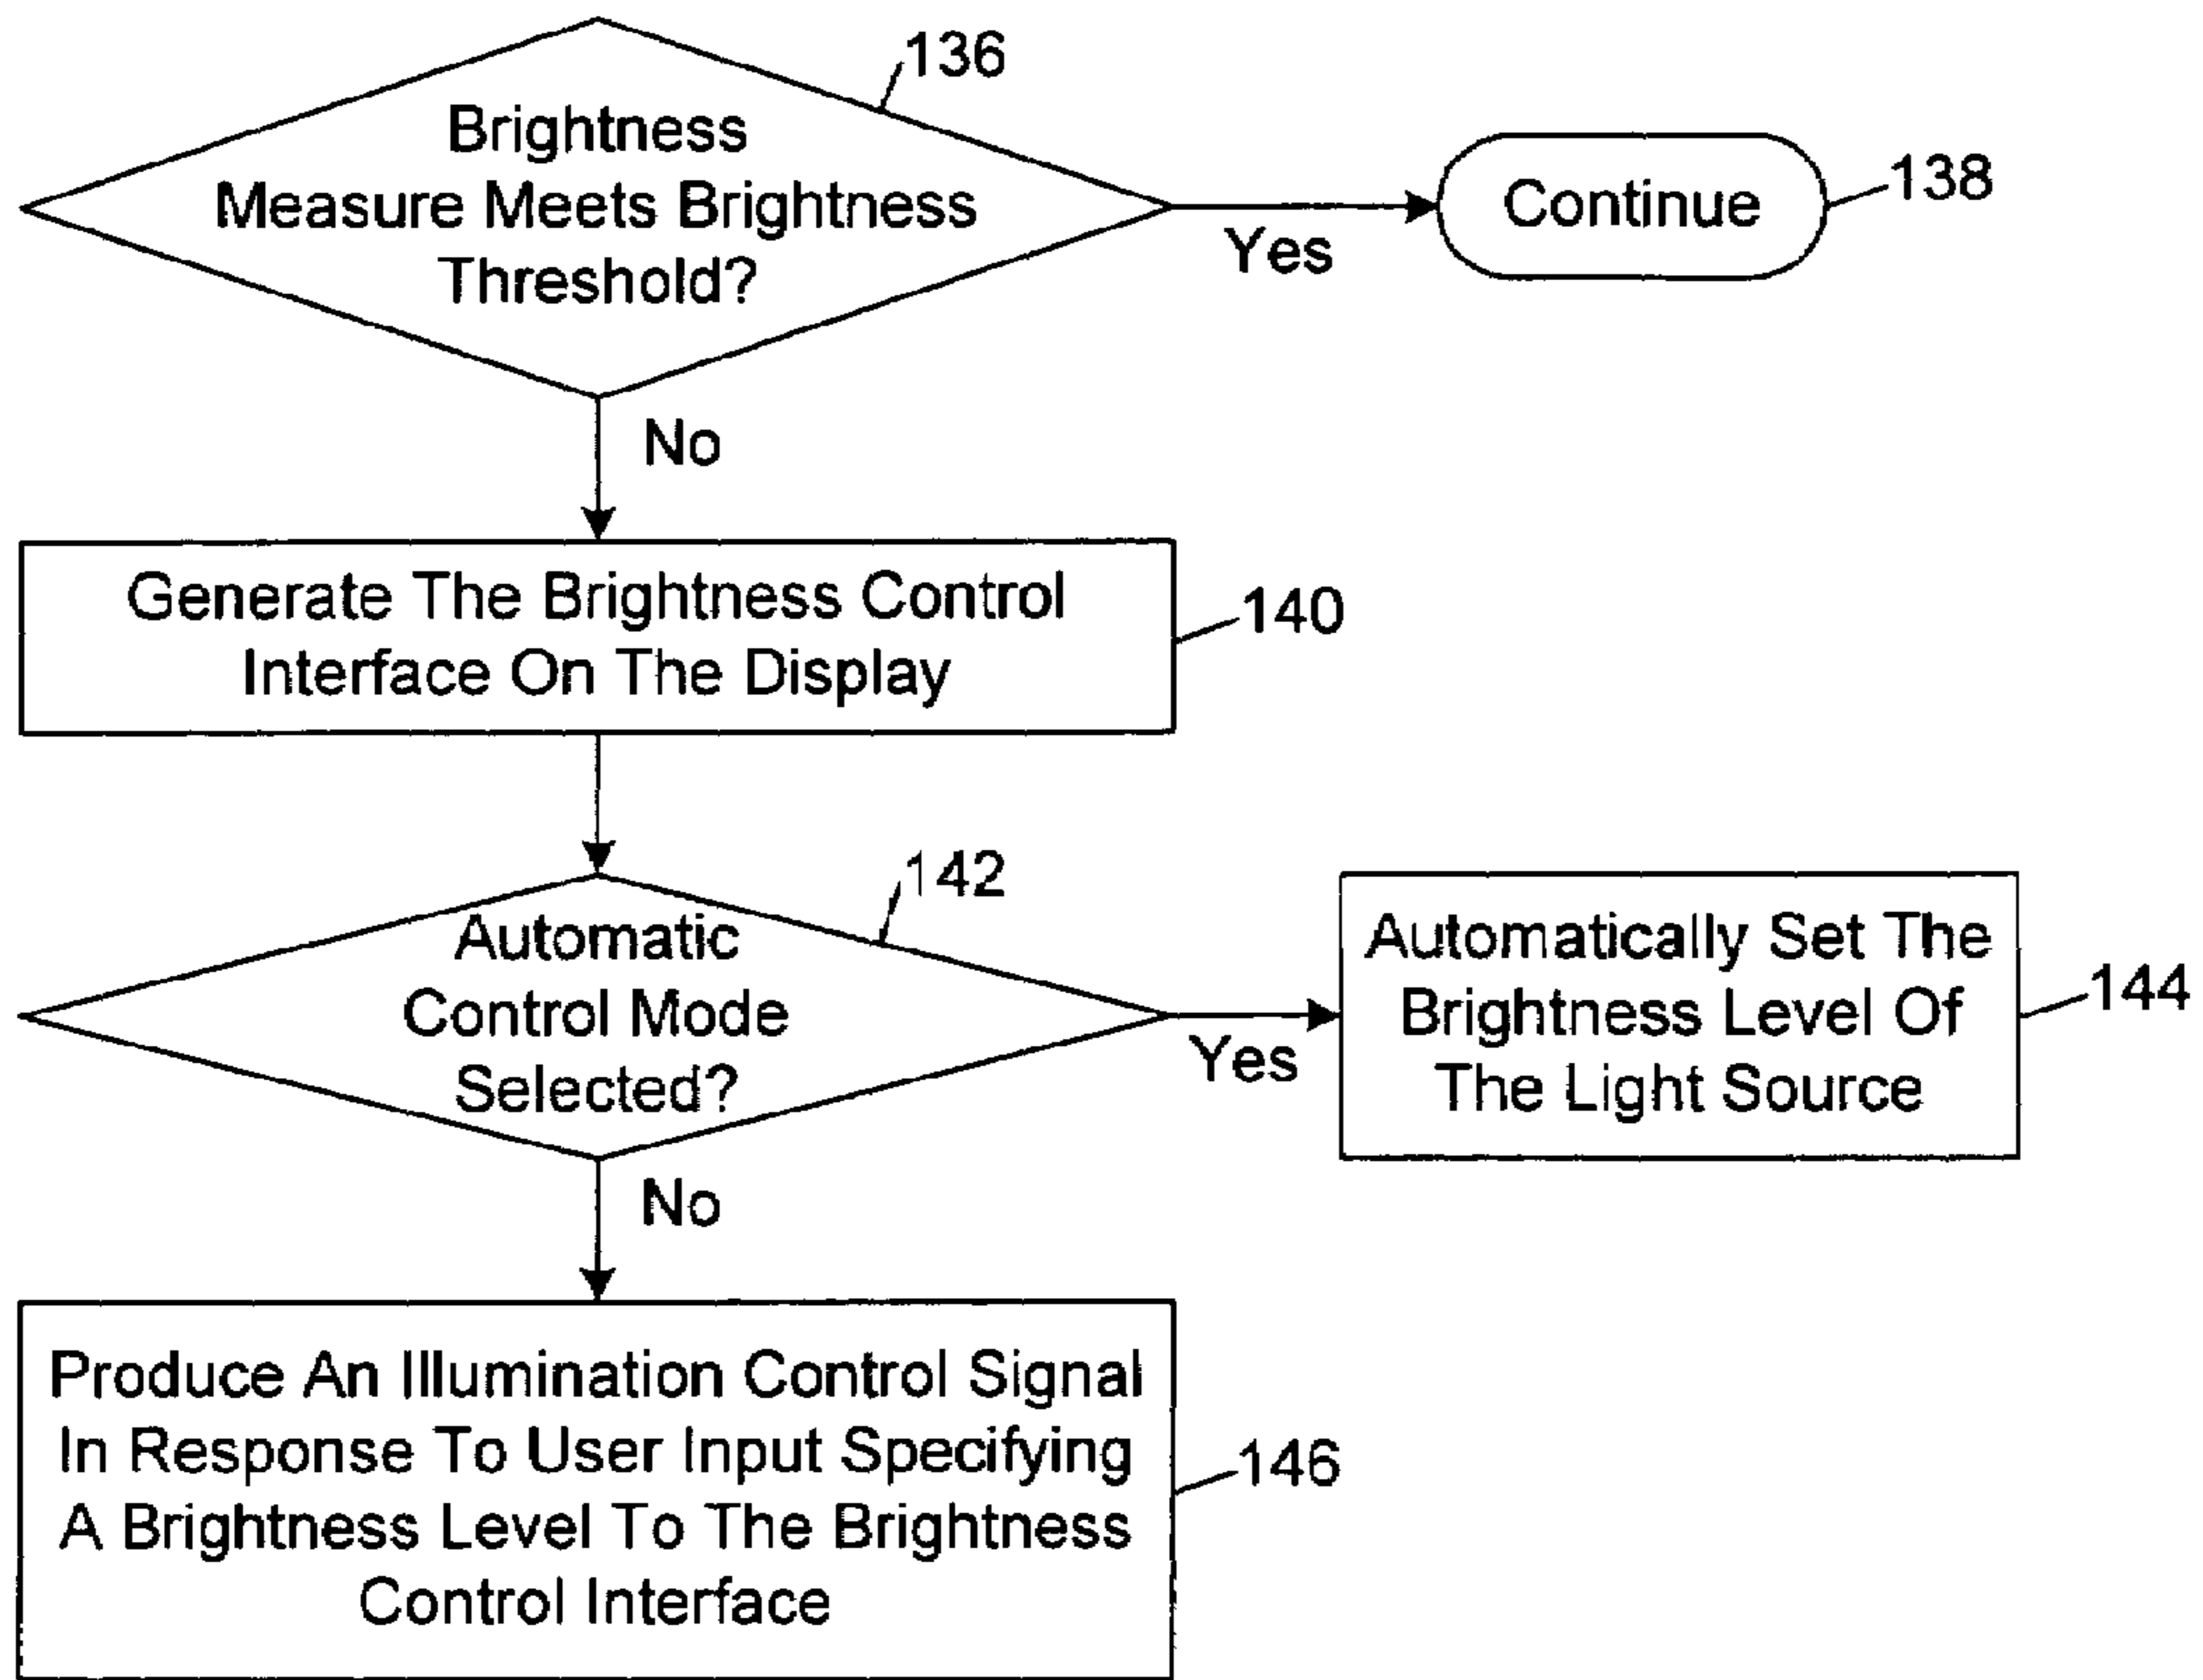 136
Brightness
Measure Meets Brightness
Threshold?
Yes
Continue
138
No
Generate The Brightness Control
Interface On The Display
140
142
Automatic
Control Mode
Selected?
Yes
Automatically Set The
Brightness Level Of
The Light Source
144
No
Produce An Illumination Control Signal
In Response To User Input Specifying
A Brightness Level To The Brightness
Control Interface
146